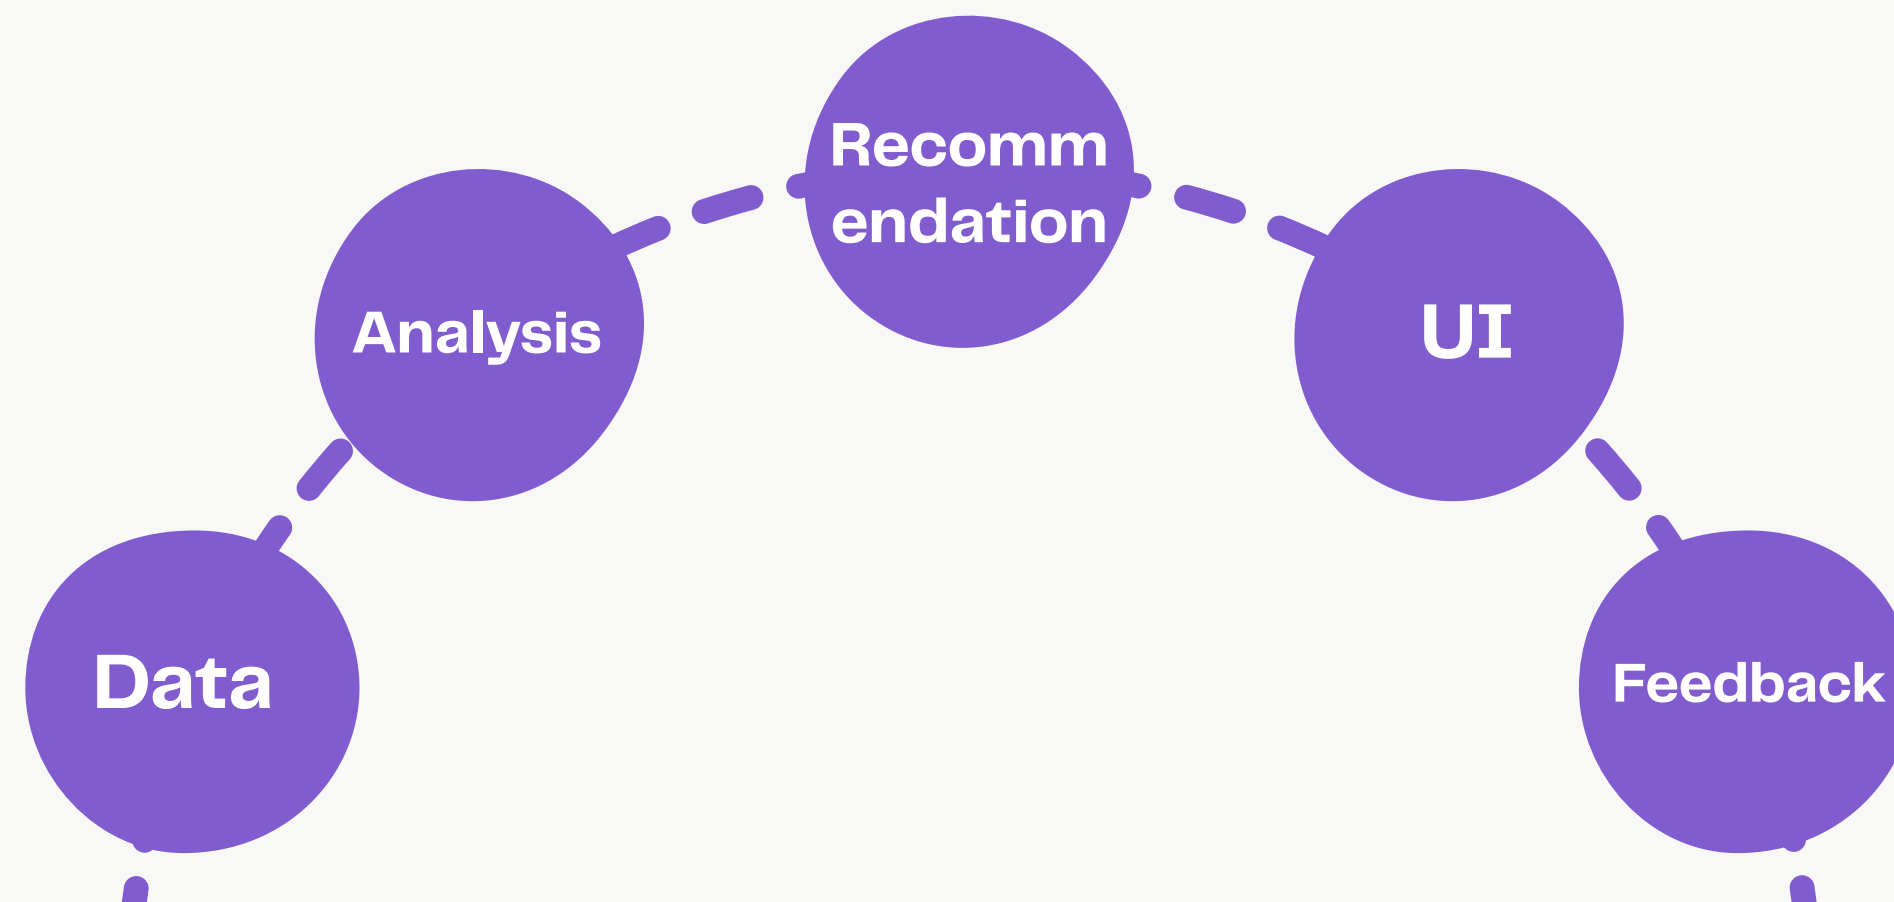 Data
Analysis
Recomm
endation
UI
Feedback